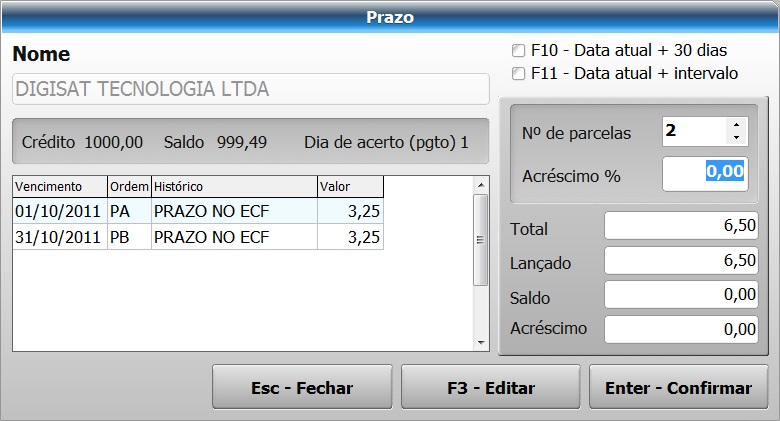 Prazo
Nome
F10 - Data atual + 30 dias
F11 - Data atual + intervalo
DIGISAT TECNOLOGIA LTDA
Crédito 1000,00 Saldo 999,49 Dia de acerto (pgto) 1
Nº de parcelas 2
Acréscimo % 0,00
Vencimento Ordem Histórico Valor
01/10/2011 PA PRAZO NO ECF 3,25
31/10/2011 PB PRAZO NO ECF 3,25
Total 6,50
Lançado 6,50
Saldo 0,00
Acréscimo 0,00
Esc - Fechar F3 - Editar Enter - Confirmar